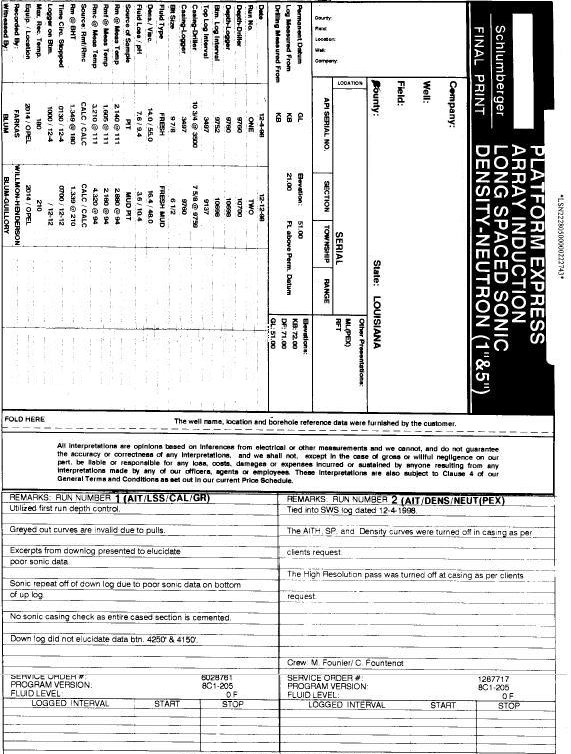 *LSN22280500000222743*
Schlumberger
FINAL PRINT
PLATFORM EXPRESS
ARRAY INDUCTION
LONG SPACED SONIC
DENSITY-NEUTRON (1"&5")
County:
Field:
Location:
Well:
Company:
Company:
Well:
Field:
County: State: LOUISIANA
LOCATION
SERIAL
Other Presentations:
ML(PEX)
RFT
API SERIAL NO. SECTION TOWNSHIP RANGE
Permanent Datum GL Elevation: 51.00
Log Measured From KB 21.00 Ft. above Perm. Datum
Drilling Measured From KB
Elevations:
KB: 72.00
DF: 71.00
GL: 51.00
Date 12-4-98 12-12-98
Run No. ONE TWO
Depth-Driller 9760 10700
Depth-Logger 9760 10698
Btm. Log Interval 9752 10698
Top Log Interval 3497 9137
Casing-Driller 10 3/4 @ 3500 7 5/8 @ 9759
Casing-Logger 3497 9760
Bit Size 9 7/8 6 1/2
Fluid Type FRESH FRESH MUD
Dens. / Visc. 14.0 / 55.0 16.4 / 48.0
Fluid Loss / pH 7.6 / 9.4 3.6 / 10.4
Source of Sample PIT MUD PIT
Rm @ Meas Temp 2.140 @ 111 2.880 @ 94
Rmf @ Meas Temp 1.605 @ 111 2.160 @ 94
Rmc @ Meas Temp 3.210 @ 111 4.320 @ 94
Source: Rmf/Rmc CALC / CALC CALC / CALC
Rm @ BHT 1.349 @ 180 1.339 @ 210
Time Circ. Stopped 0130 / 12-4 0700 / 12-12
Logger on Btm. 1000 / 12-4 / 12-12
Max. Rec. Temp. 180 210
Equip. / Location 2014 / OPEL 2014 / OPEL
Recorded By: FARKAS WILLMON-HENDERSON
Witnessed By: BLUM BLUM-GUILLORY
FOLD HERE The well name, location and borehole reference data were furnished by the customer.
All interpretations are opinions based on inferences from electrical or other measurements and we cannot, and do not guarantee
the accuracy or correctness of any interpretations, and we shall not, except in the case of gross or willful negligence on our
part, be liable or responsible for any loss, costs, damages or expenses incurred or sustained by anyone resulting from any
interpretations made by any of our officers, agents or employees. These interpretations are also subject to Clause 4 of our
General Terms and Conditions as set out in our current Price Schedule.
REMARKS: RUN NUMBER 1 (AIT/LSS/CAL/GR)
Utilized first run depth control.
Greyed out curves are invalid due to pulls.
Excerpts from downlog presented to elucidate
poor sonic data.
Sonic repeat off of down log due to poor sonic data on bottom
of up log.
No sonic casing check as entire cased section is cemented.
Down log did not elucidate data btn. 4250' & 4150'.
REMARKS: RUN NUMBER 2 (AIT/DENS/NEUT(PEX)
Tied into SWS log dated 12-4-1998.
The AITH, SP, and Density curves were turned off in casing as per
clients request.
The High Resolution pass was turned off at casing as per clients
request.
Crew: M. Founier/ C. Fountenot
SERVICE ORDER #: 6028761
PROGRAM VERSION: 8C1-205
FLUID LEVEL: 0 F
LOGGED INTERVAL START STOP
SERVICE ORDER #: 1287717
PROGRAM VERSION: 8C1-205
FLUID LEVEL: 0 F
LOGGED INTERVAL START STOP